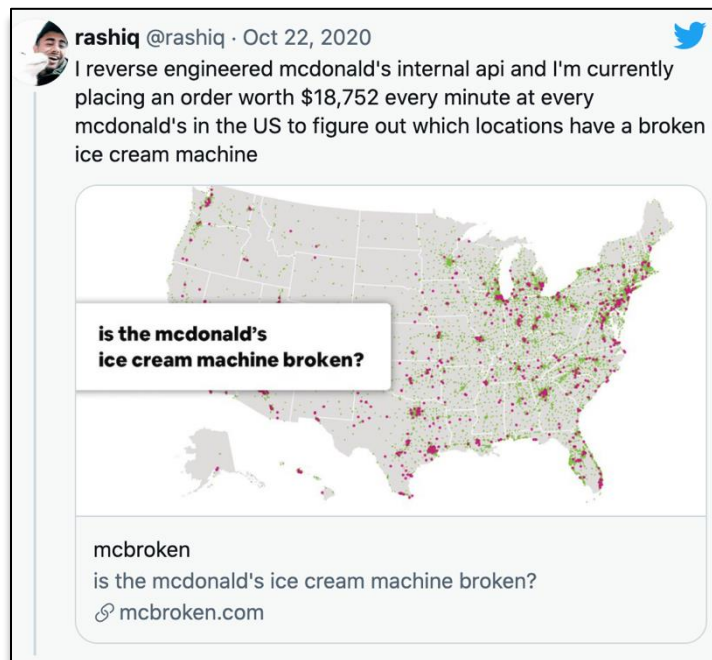 rashiq @rashiq · Oct 22, 2020
I reverse engineered mcdonald's internal api and I'm currently
placing an order worth $18,752 every minute at every
mcdonald's in the US to figure out which locations have a broken
ice cream machine
is the mcdonald's
ice cream machine broken?
mcbroken
is the mcdonald's ice cream machine broken?
mcbroken.com